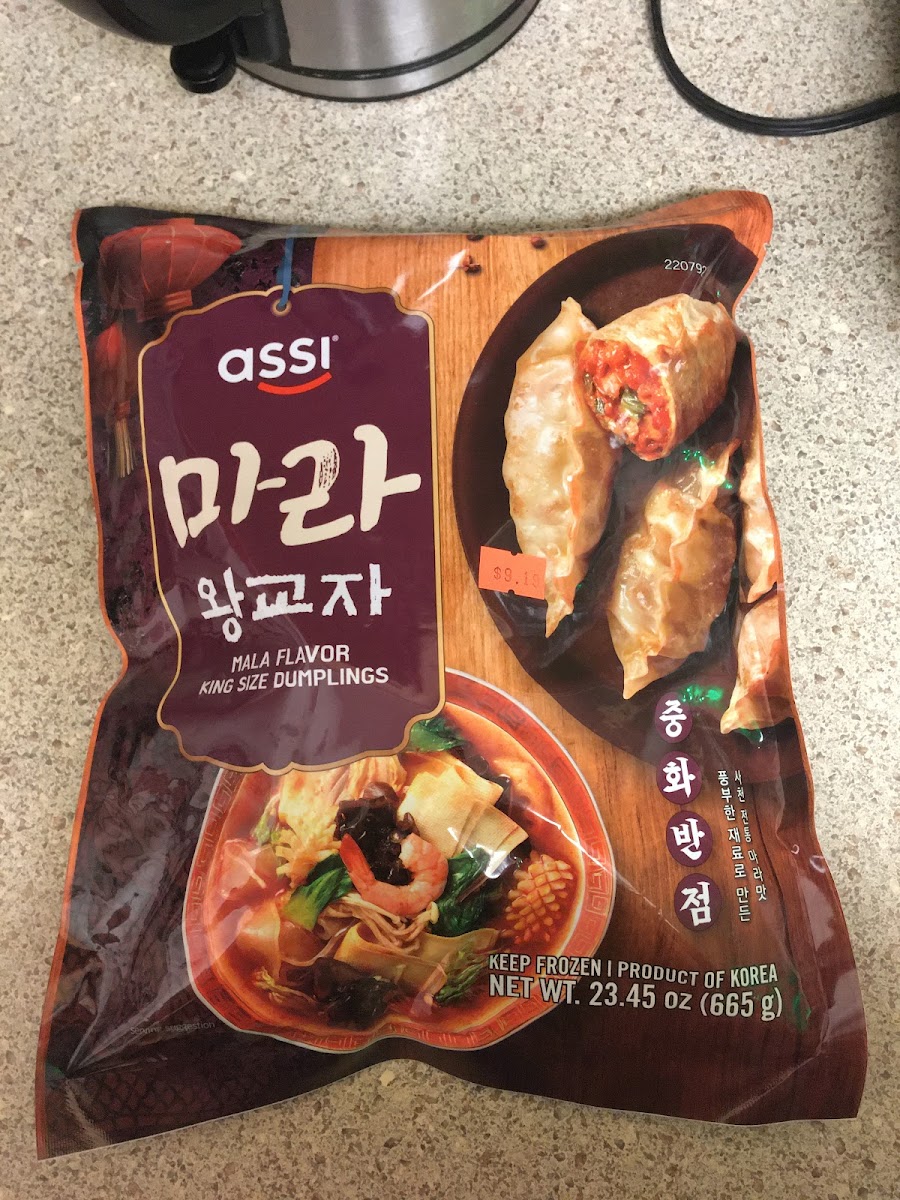 assi®
마라
왕교자
MALA FLAVOR
KING SIZE DUMPLINGS
중화반점
사천 전통 마라맛
풍부한 재료로 만든
KEEP FROZEN | PRODUCT OF KOREA
NET WT. 23.45 OZ (665 g)